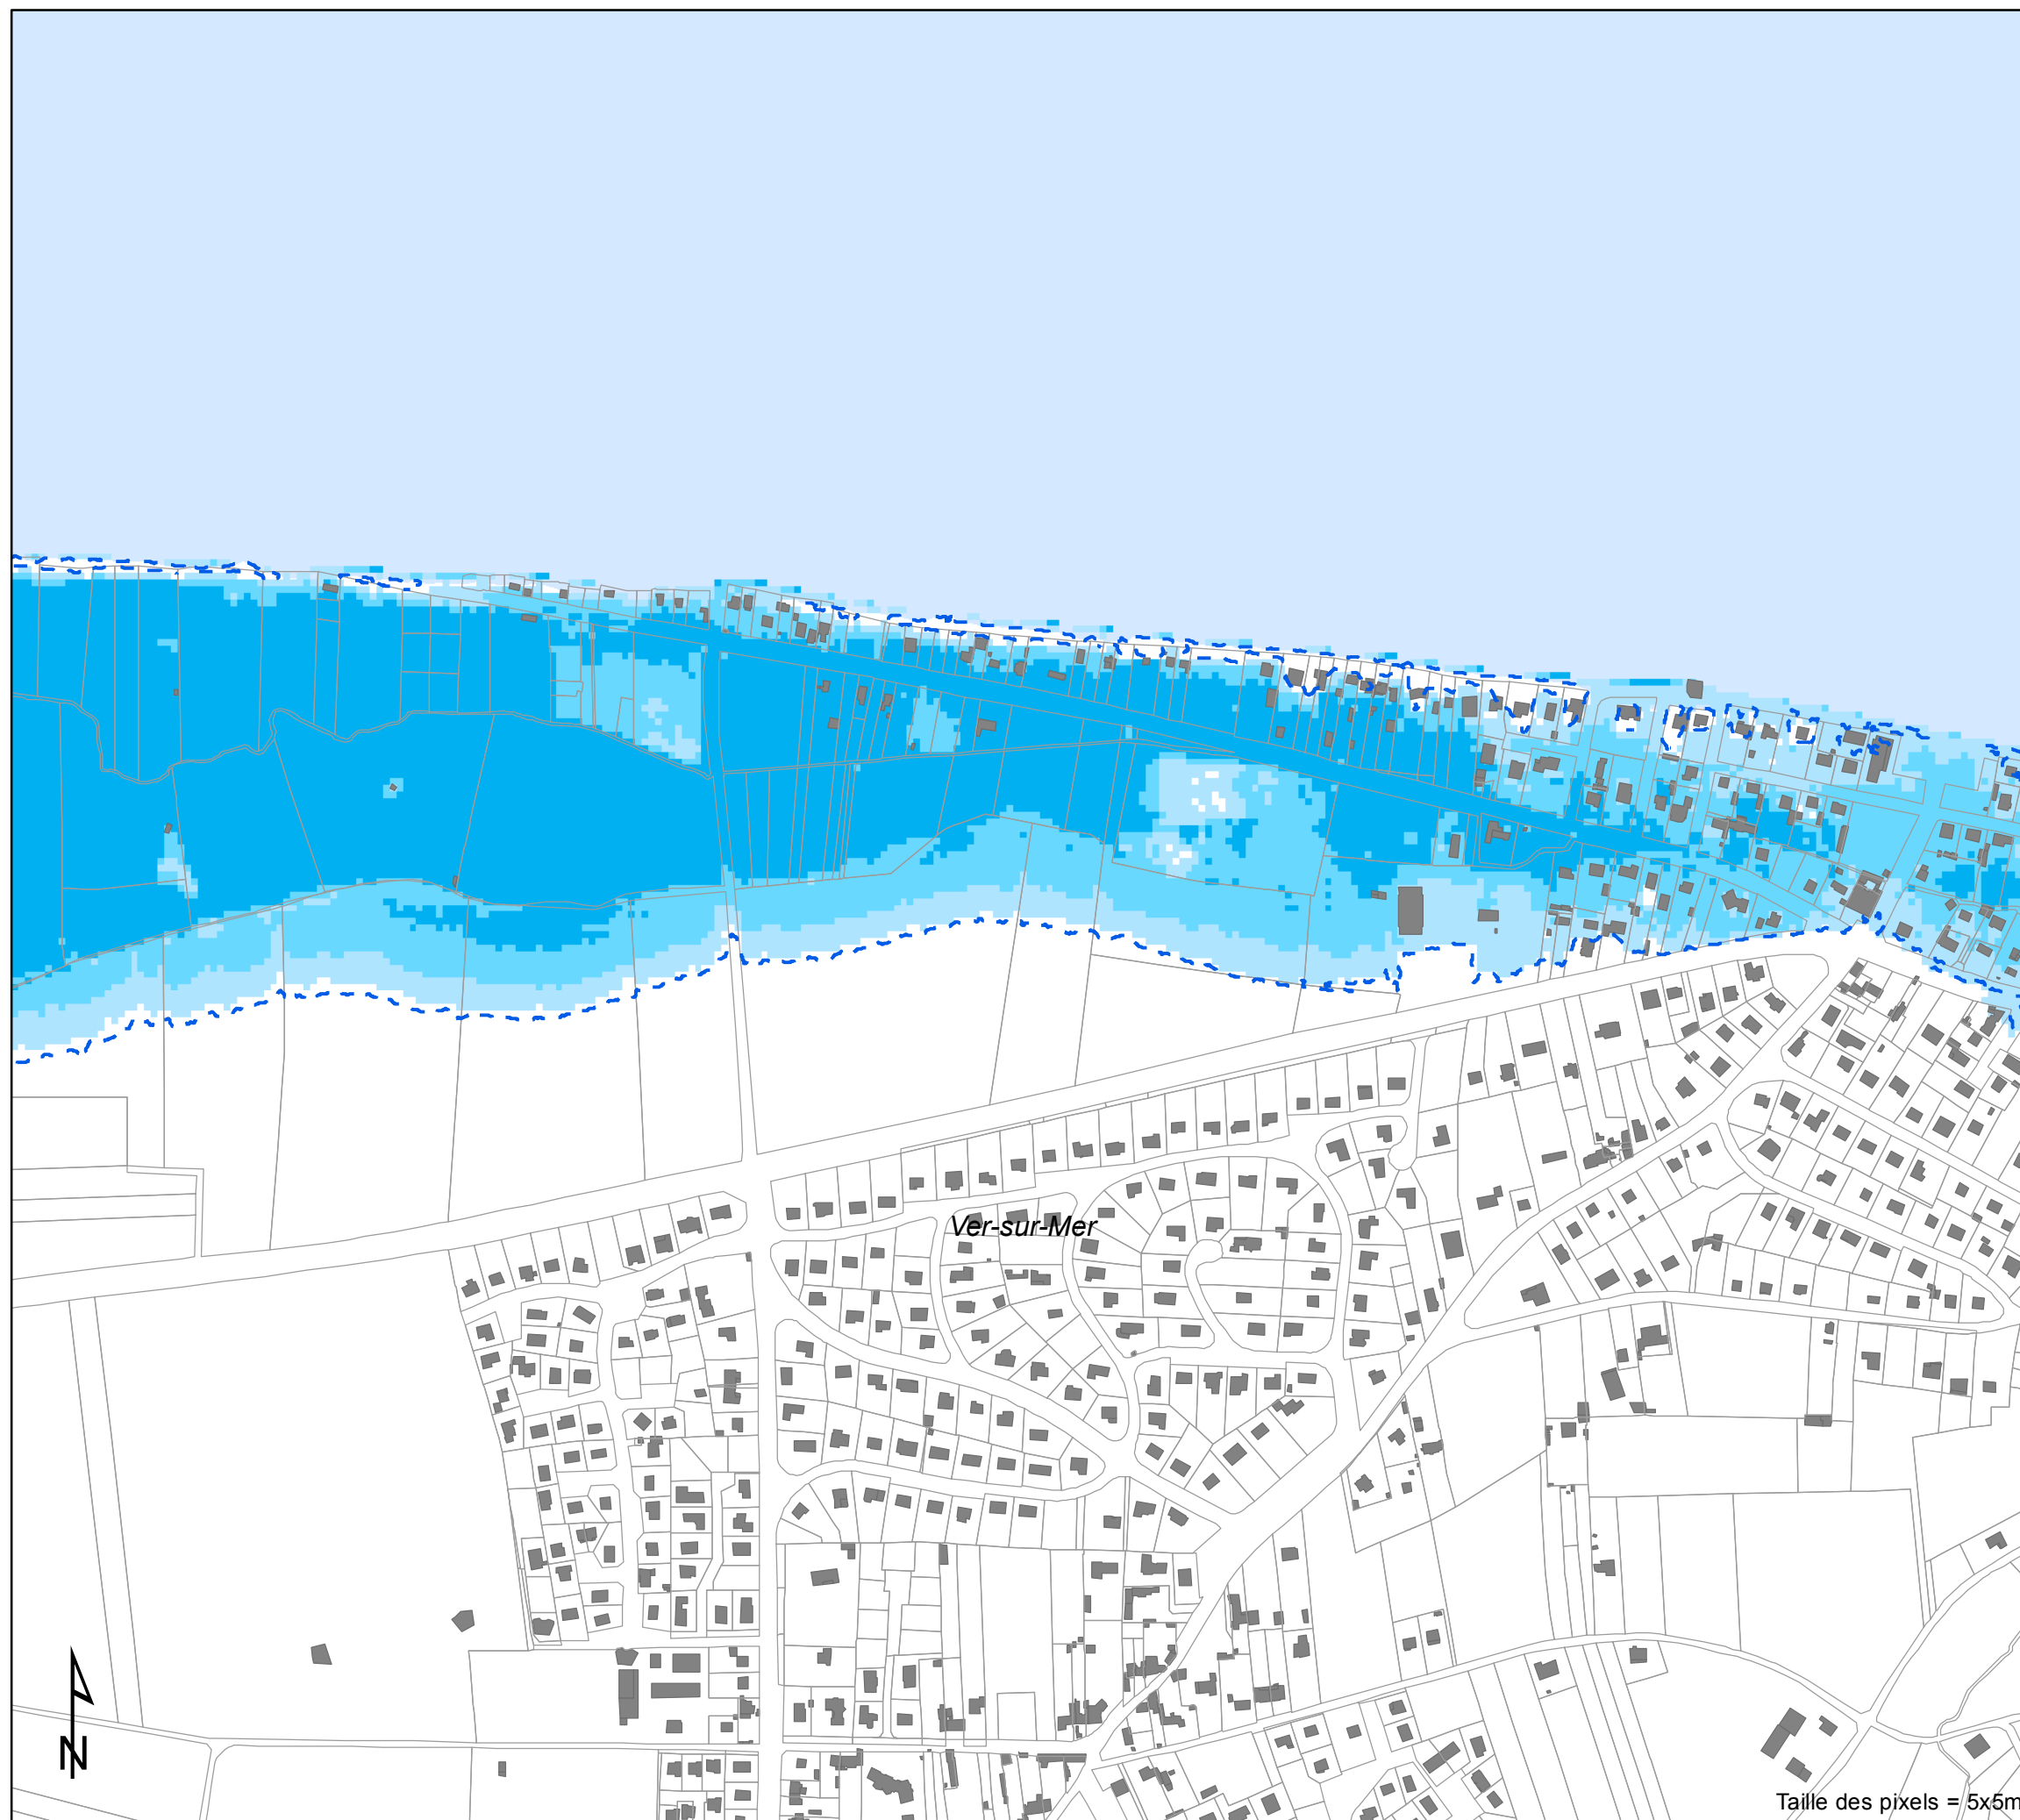 Ver-sur-Mer
N
Taille des pixels = 5x5m